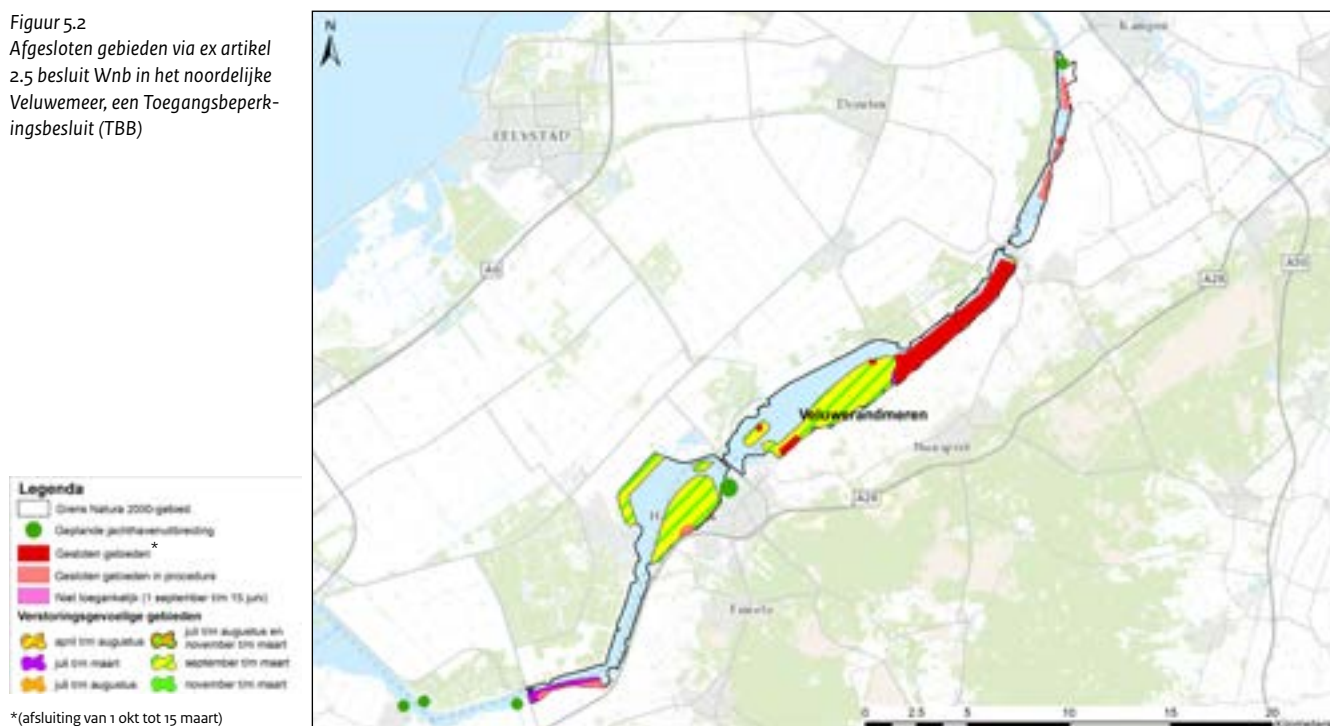 Figuur 5.2
Afgesloten gebieden via ex artikel
2.5 besluit Wnb in het noordelijke
Veluwemeer, een Toegangsbeperk-
ingsbesluit (TBB)
N
Kampen
Dronten
LELYSTAD
A6
A28
A50
Veluwerandmeren
Nunspeet
A28
H
Ermelo
0 2.5 5 10 15 20
Legenda
Grens Natura 2000-gebied
Geplande jachthavenuitbreiding
Gesloten gebieden*
Gesloten gebieden in procedure
Niet toegankelijk (1 september t/m 15 juni)
Verstoringsgevoelige gebieden
april t/m augustus
juli t/m augustus en
november t/m maart
juli t/m maart
september t/m maart
juli t/m augustus
november t/m maart
*(afsluiting van 1 okt tot 15 maart)